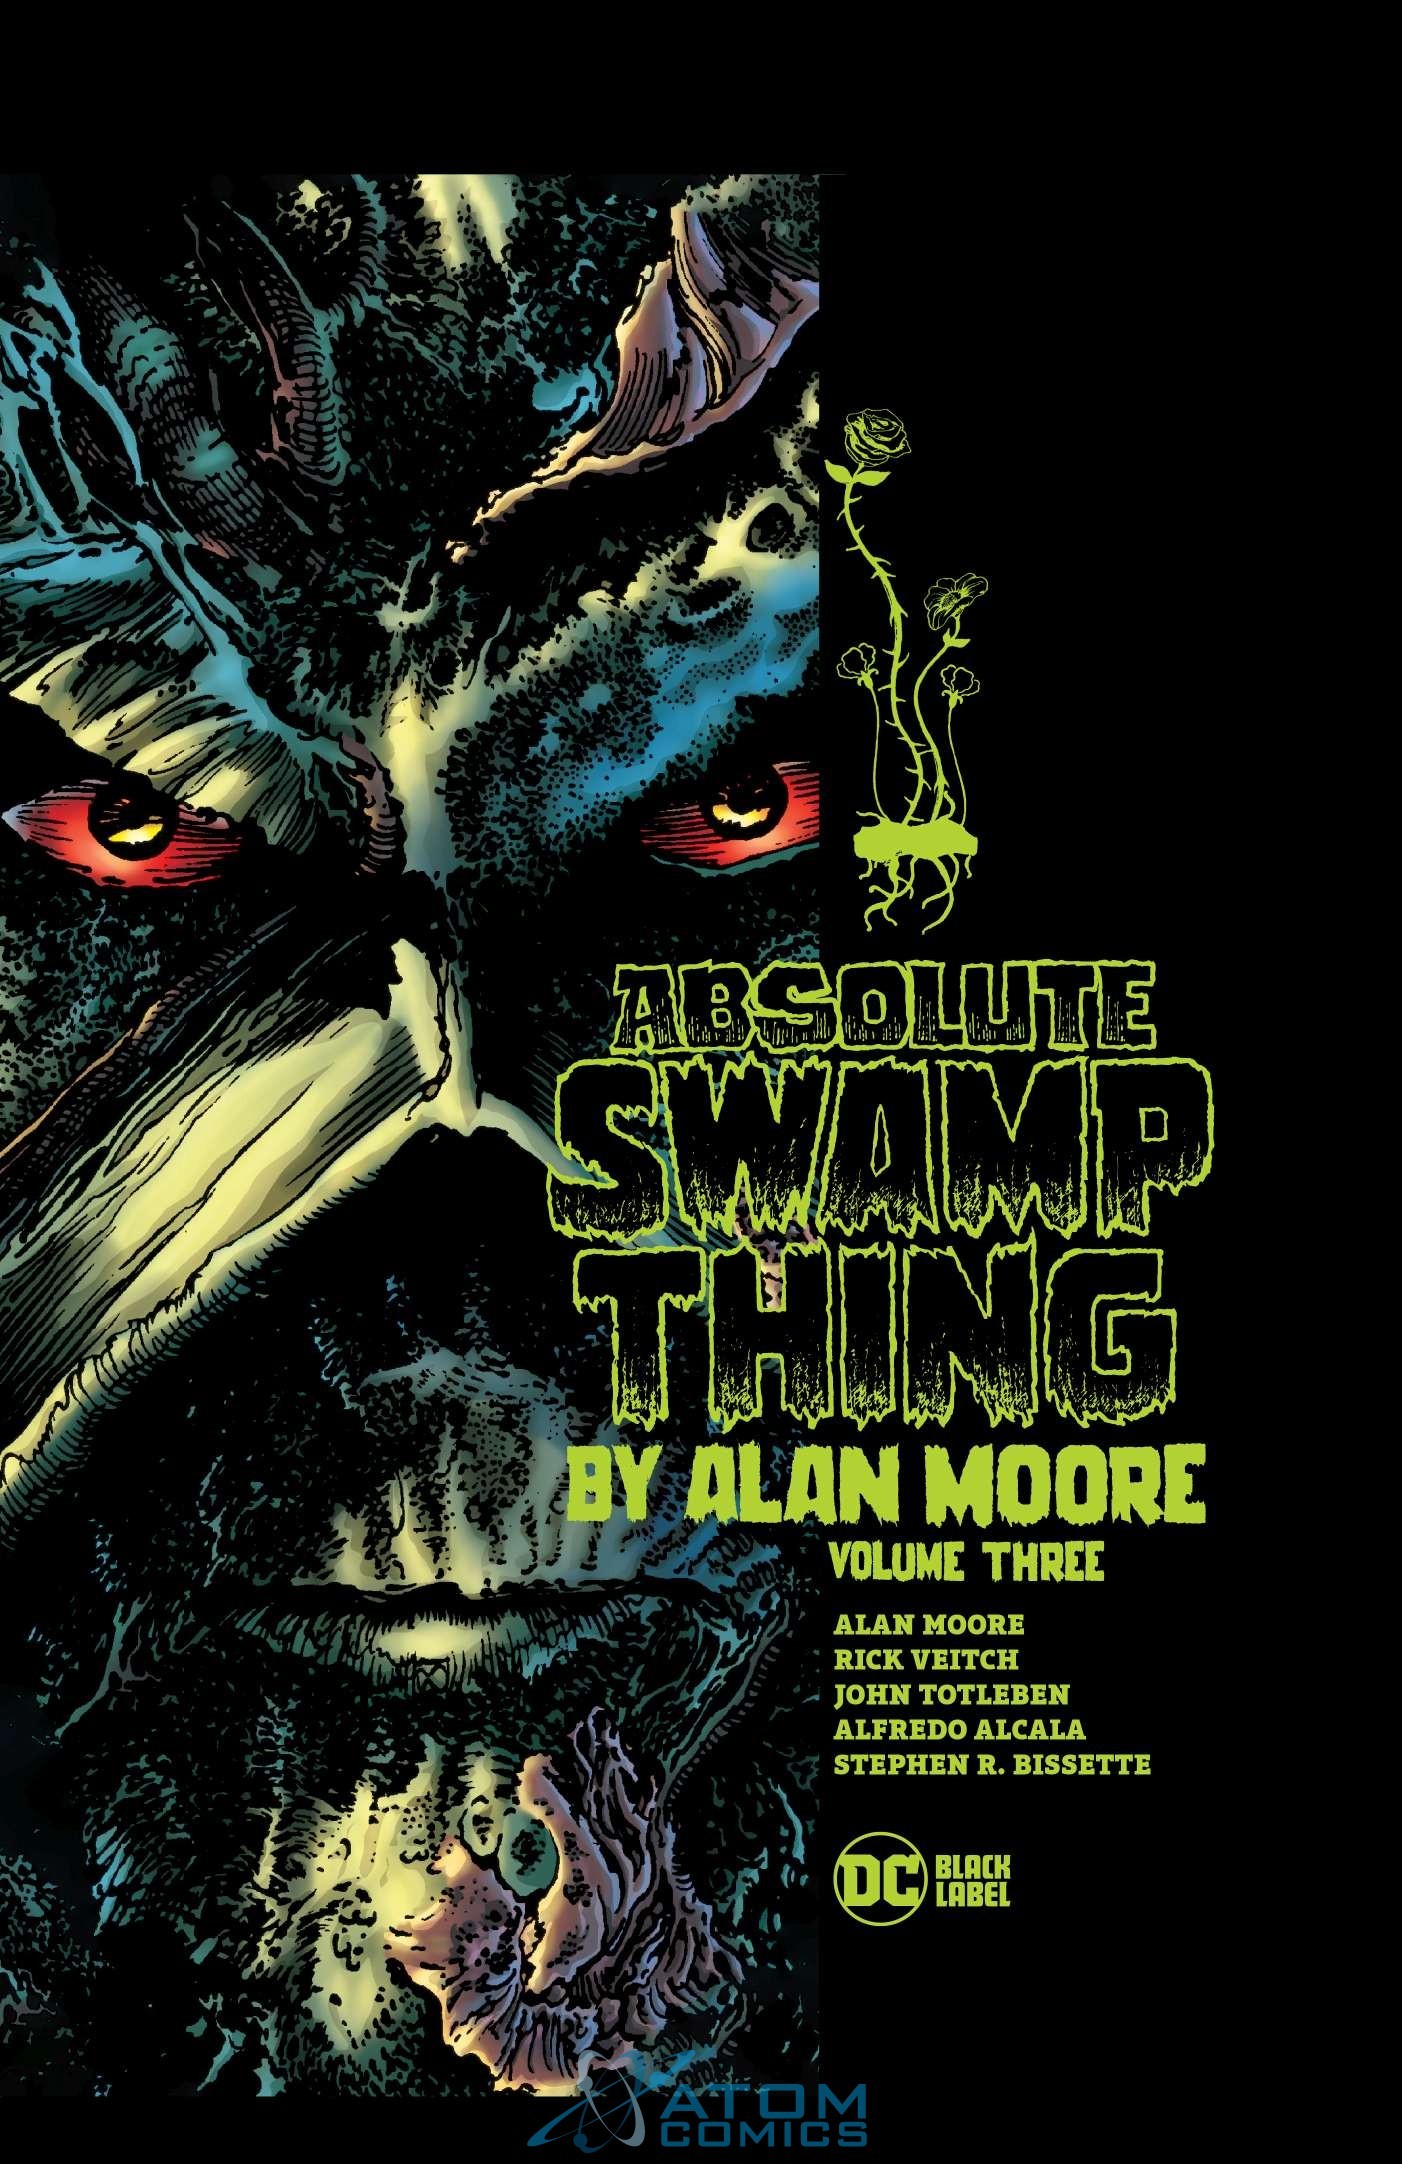 ABSOLUTE
SWAMP
THING
BY ALAN MOORE
VOLUME THREE
ALAN MOORE
RICK VEITCH
JOHN TOTLEBEN
ALFREDO ALCALA
STEPHEN R. BISSETTE
DC BLACK
LABEL
ATOM
COMICS